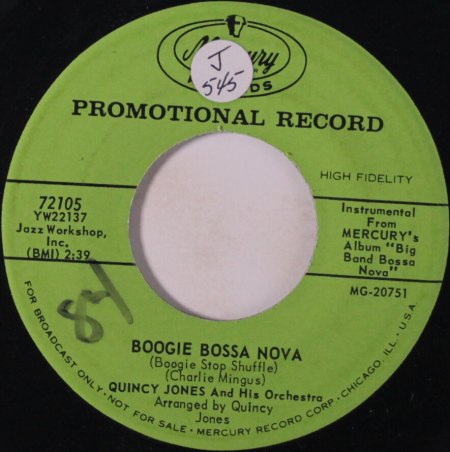 Mercury
RDS
J
545
PROMOTIONAL RECORD
HIGH FIDELITY
72105
YW22137
Jazz Workshop,
Inc.
(BMI) 2:39
Instrumental
From
MERCURY's
Album "Big
Band Bossa
Nova"
MG-20751
84
BOOGIE BOSSA NOVA
(Boogie Stop Shuffle)
(Charlie Mingus)
QUINCY JONES And His Orchestra
Arranged by Quincy
Jones
FOR BROADCAST ONLY • NOT FOR SALE • MERCURY RECORD CORP. • CHICAGO, ILL. • U.S.A.